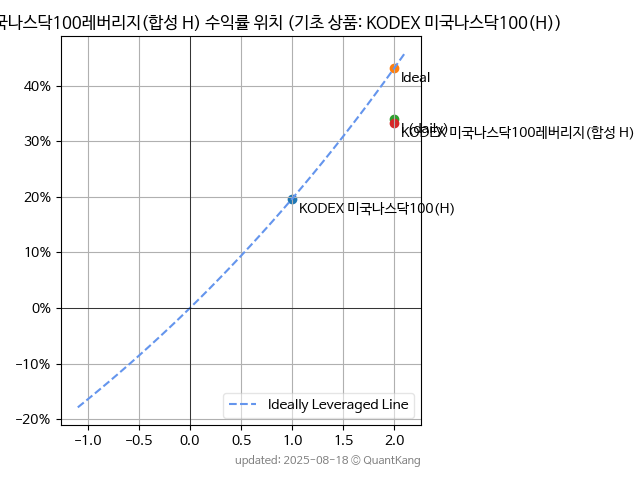 국나스닥100레버리지(합성 H) 수익률 위치 (기초 상품: KODEX 미국나스닥100(H))
40%
30%
20%
10%
0%
−10%
−20%
Ideal
(daily)
KODEX 미국나스닥100레버리지(합성 H)
KODEX 미국나스닥100(H)
Ideally Leveraged Line
−1.0 −0.5 0.0 0.5 1.0 1.5 2.0
updated: 2025-08-18 © QuantKang